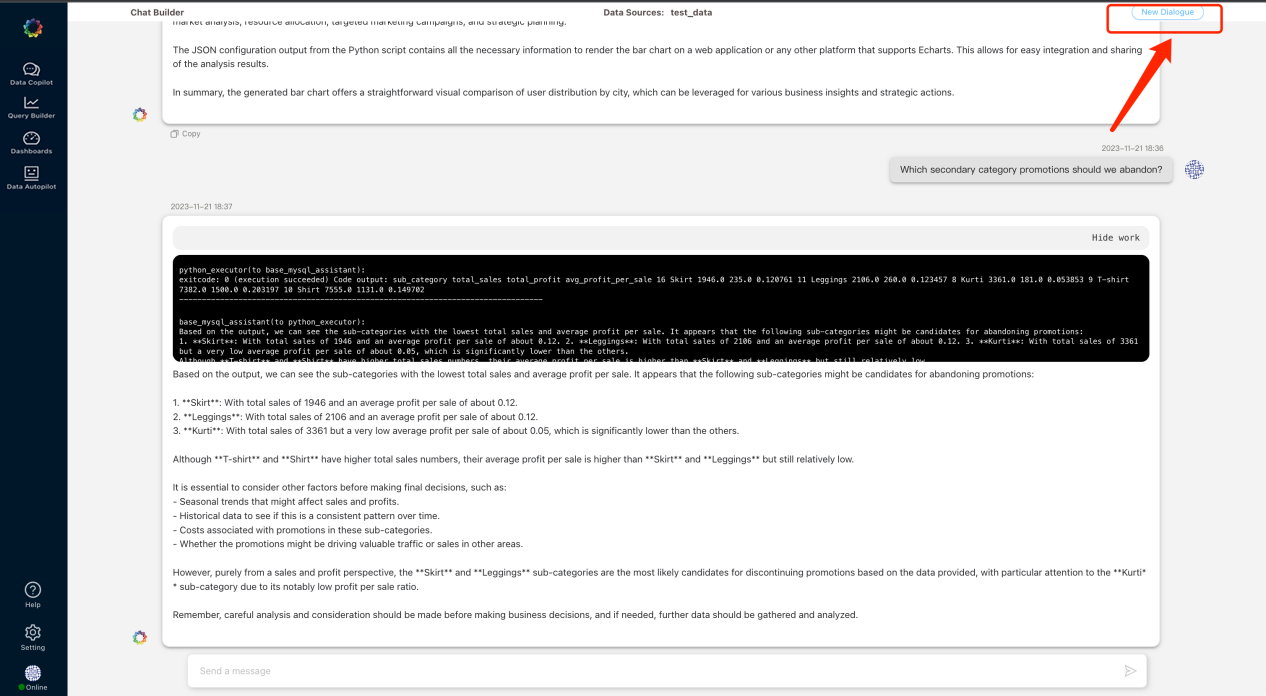 Chat Builder
Data Sources: test_data
New Dialogue
Data Copilot
Query Builder
Dashboards
Data Autopilot
Help
Setting
Online
market analysis, resource allocation, targeted marketing campaigns, and strategic planning.
The JSON configuration output from the Python script contains all the necessary information to render the bar chart on a web application or any other platform that supports Echarts. This allows for easy integration and sharing
of the analysis results.
In summary, the generated bar chart offers a straightforward visual comparison of user distribution by city, which can be leveraged for various business insights and strategic actions.
Copy
2023-11-21 18:36
Which secondary category promotions should we abandon?
2023-11-21 18:37
Hide work
python_executor(to base_mysql_assistant):
exitcode: 0 (execution succeeded) Code output: sub_category total_sales total_profit avg_profit_per_sale 16 Skirt 1946.0 235.0 0.120761 11 Leggings 2106.0 260.0 0.123457 8 Kurti 3361.0 181.0 0.053853 9 T-shirt
7382.0 1500.0 0.203197 10 Shirt 7555.0 1131.0 0.149702
--------------------------------------------------------------------------------
base_mysql_assistant(to python_executor):
Based on the output, we can see the sub-categories with the lowest total sales and average profit per sale. It appears that the following sub-categories might be candidates for abandoning promotions:
1. **Skirt**: With total sales of 1946 and an average profit per sale of about 0.12. 2. **Leggings**: With total sales of 2106 and an average profit per sale of about 0.12. 3. **Kurti**: With total sales of 3361
but a very low average profit per sale of about 0.05, which is significantly lower than the others.
Although **T-shirt** and **Shirt** have higher total sales numbers, their average profit per sale is higher than **Skirt** and **Leggings** but still relatively low.
Based on the output, we can see the sub-categories with the lowest total sales and average profit per sale. It appears that the following sub-categories might be candidates for abandoning promotions:
1. **Skirt**: With total sales of 1946 and an average profit per sale of about 0.12.
2. **Leggings**: With total sales of 2106 and an average profit per sale of about 0.12.
3. **Kurti**: With total sales of 3361 but a very low average profit per sale of about 0.05, which is significantly lower than the others.
Although **T-shirt** and **Shirt** have higher total sales numbers, their average profit per sale is higher than **Skirt** and **Leggings** but still relatively low.
It is essential to consider other factors before making final decisions, such as:
- Seasonal trends that might affect sales and profits.
- Historical data to see if this is a consistent pattern over time.
- Costs associated with promotions in these sub-categories.
- Whether the promotions might be driving valuable traffic or sales in other areas.
However, purely from a sales and profit perspective, the **Skirt** and **Leggings** sub-categories are the most likely candidates for discontinuing promotions based on the data provided, with particular attention to the **Kurti*
* sub-category due to its notably low profit per sale ratio.
Remember, careful analysis and consideration should be made before making business decisions, and if needed, further data should be gathered and analyzed.
Send a message